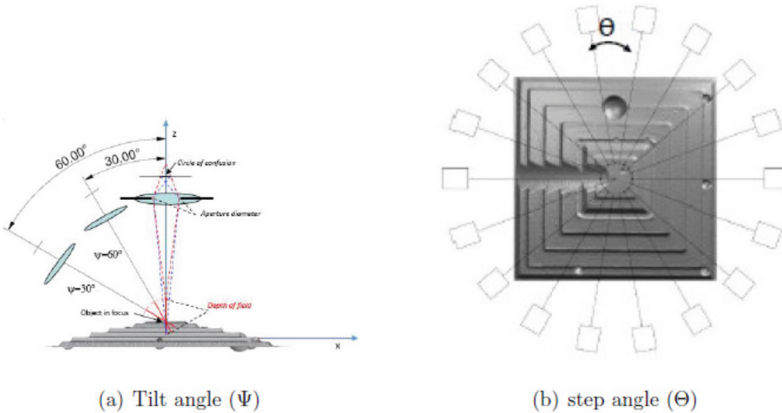 Θ
z
60.00°
30.00°
Circle of confusion
Aperture diameter
ψ=60°
ψ=30°
Depth of field
Object in focus
x
(a) Tilt angle (Ψ)
(b) step angle (Θ)